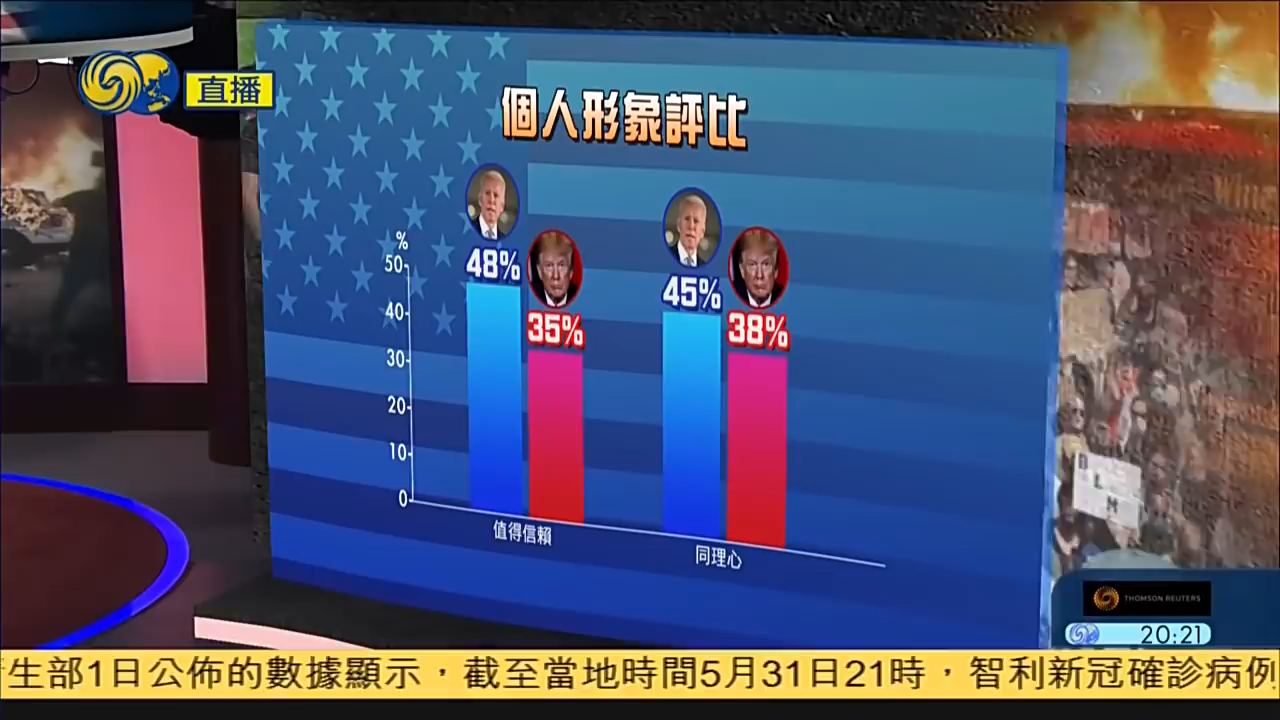 直播
個人形象評比
%
50
40
30
20
10
0
48%
35%
45%
38%
值得信賴
同理心
B
L
M
THOMSON REUTERS
20:21
生部1日公佈的數據顯示，截至當地時間5月31日21時，智利新冠確診病例